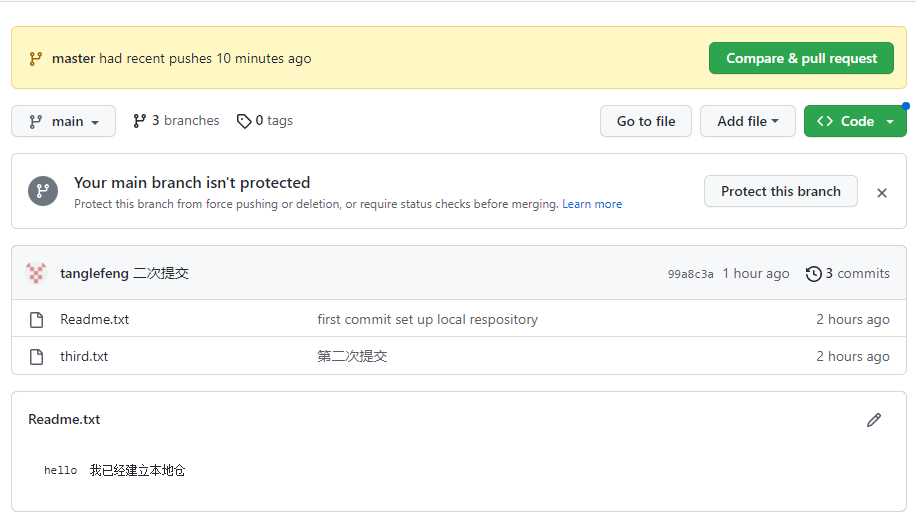 master had recent pushes 10 minutes ago Compare & pull request
main 3 branches 0 tags Go to file Add file Code
Your main branch isn't protected
Protect this branch from force pushing or deletion, or require status checks before merging. Learn more Protect this branch
tanglefeng 二次提交 99a8c3a 1 hour ago 3 commits
Readme.txt first commit set up local respository 2 hours ago
third.txt 第二次提交 2 hours ago
Readme.txt
hello 我已经建立本地仓